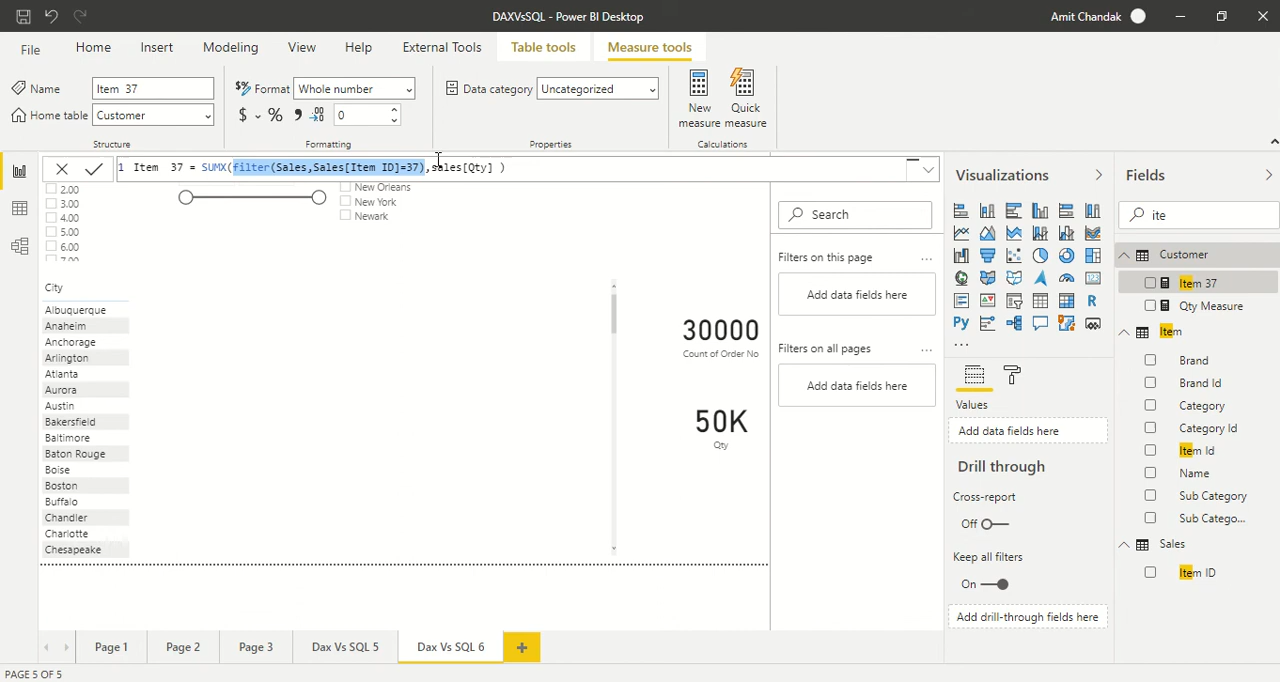 DAXVsSQL - Power BI Desktop
Amit Chandak
File
Home
Insert
Modeling
View
Help
External Tools
Table tools
Measure tools
Name
Item  37
Home table
Customer
Structure
Format
Whole number
$ % 9 .00
0
Formatting
Data category
Uncategorized
Properties
New
measure
Quick
measure
Calculations
1 Item  37 = SUMX(filter(Sales,Sales[Item ID]=37),sales[Qty] )
2.00
3.00
4.00
5.00
6.00
7.00
New Orleans
New York
Newark
City
Albuquerque
Anaheim
Anchorage
Arlington
Atlanta
Aurora
Austin
Bakersfield
Baltimore
Baton Rouge
Boise
Boston
Buffalo
Chandler
Charlotte
Chesapeake
30000
Count of Order No
50K
Qty
Search
Filters on this page
...
Add data fields here
Filters on all pages
...
Add data fields here
Visualizations
R
Py
...
Values
Add data fields here
Drill through
Cross-report
Off
Keep all filters
On
Add drill-through fields here
Fields
ite
Customer
Item 37
Qty Measure
Item
Brand
Brand Id
Category
Category Id
Item Id
Name
Sub Category
Sub Catego...
Sales
Item ID
Page 1
Page 2
Page 3
Dax Vs SQL 5
Dax Vs SQL 6
PAGE 5 OF 5